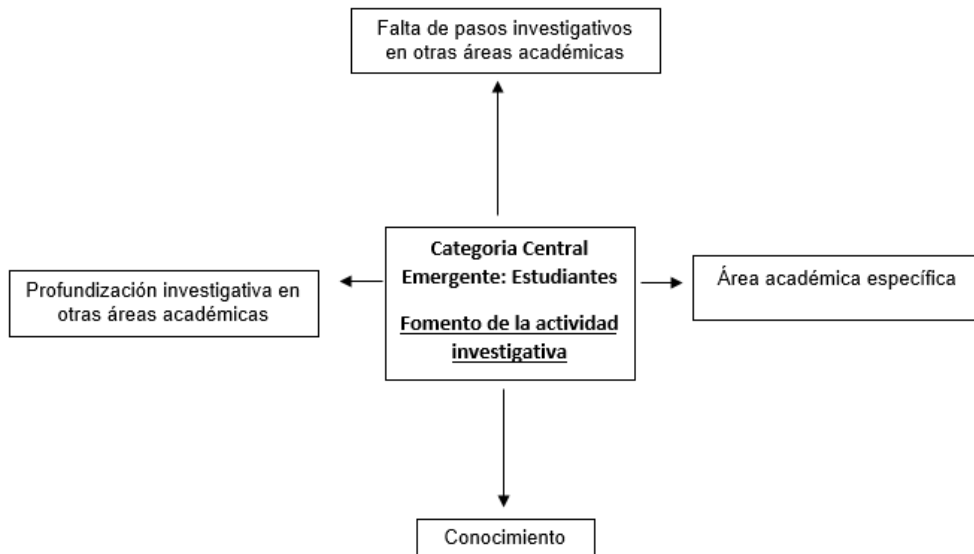 Falta de pasos investigativos
en otras áreas académicas
Categoria Central
Emergente: Estudiantes
Fomento de la actividad
investigativa
Profundización investigativa en
otras áreas académicas
Área académica específica
Conocimiento